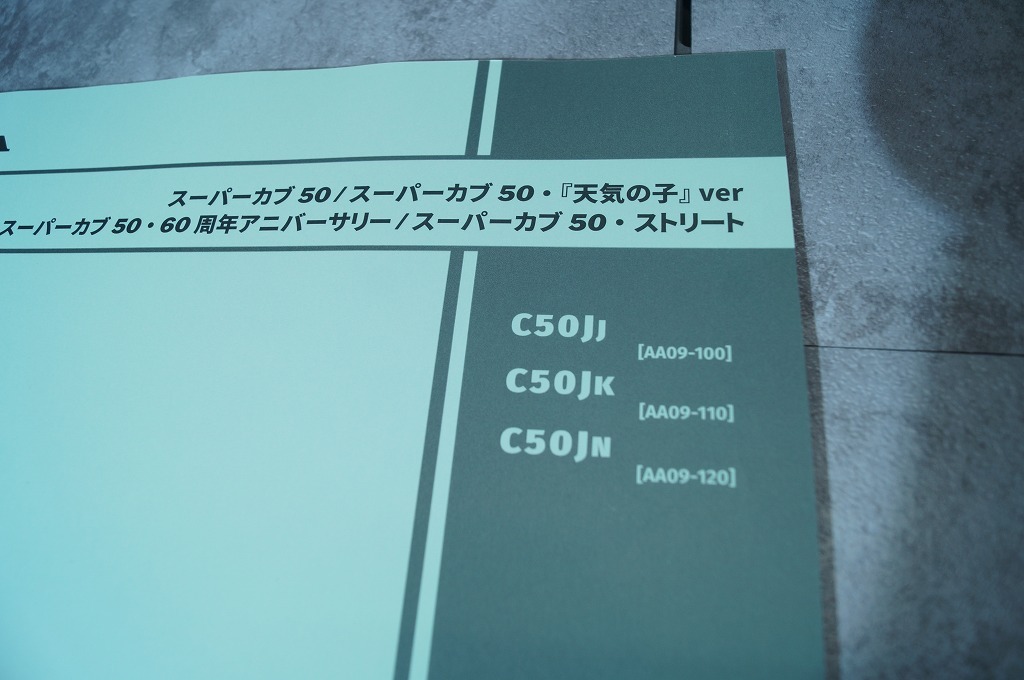 スーパーカブ 50 / スーパーカブ 50・『天気の子』ver
スーパーカブ 50・60 周年アニバーサリー / スーパーカブ 50・ストリート
C50JJ
[AA09-100]
C50JK
[AA09-110]
C50JN
[AA09-120]